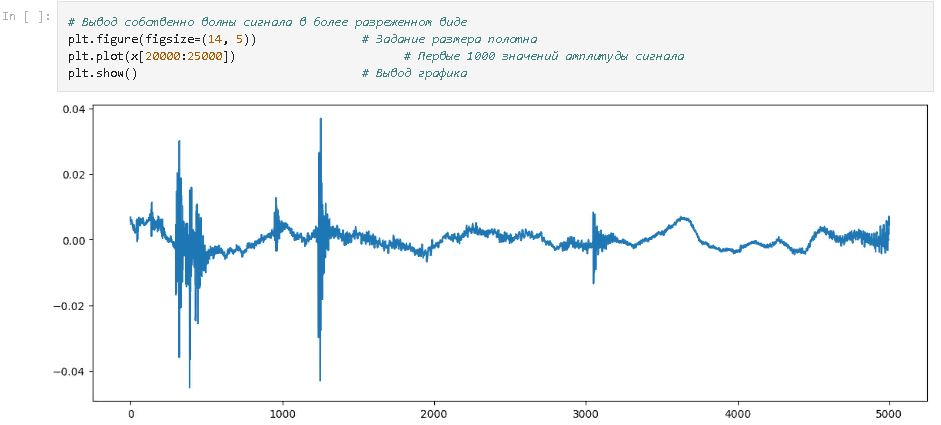 In [ ]:
# Вывод собственно волны сигнала в более разреженном виде
plt.figure(figsize=(14, 5)) # Задание размера полотна
plt.plot(x[20000:25000]) # Первые 1000 значений амплитуды сигнала
plt.show() # Вывод графика
0.04
0.02
0.00
−0.02
−0.04
0 1000 2000 3000 4000 5000